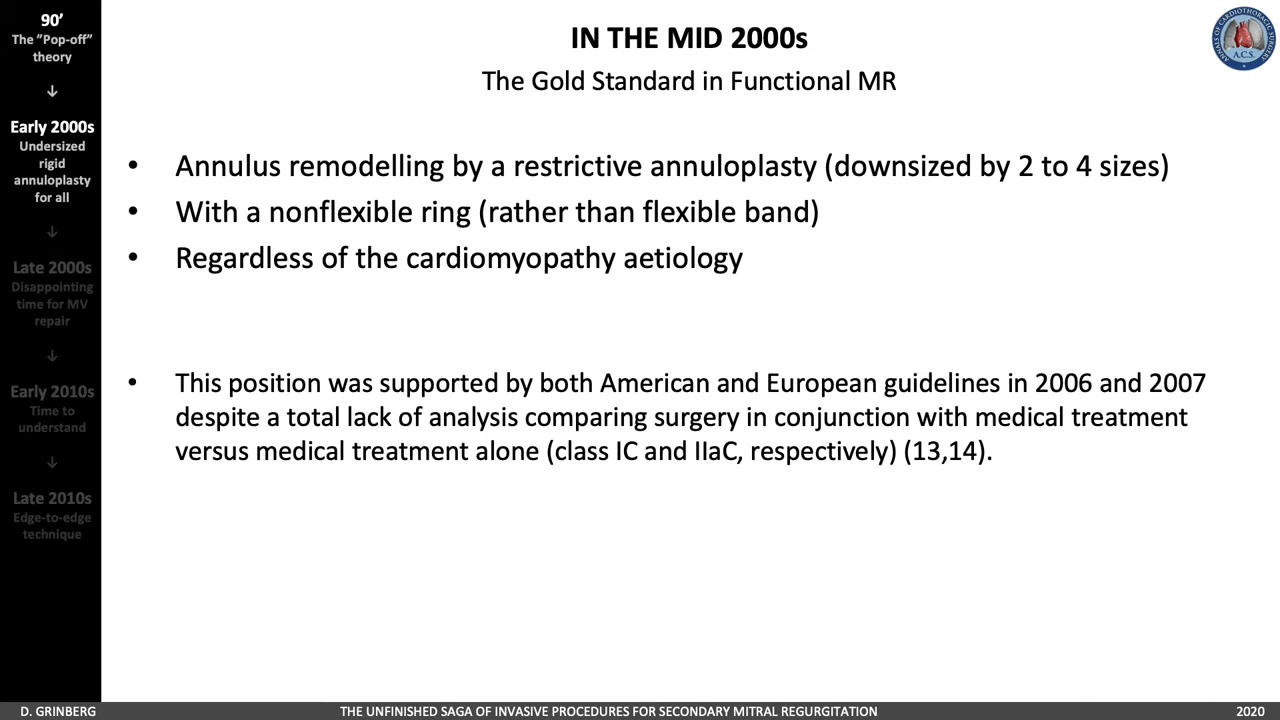 90’
The ”Pop-off”
theory
↓
Early 2000s
Undersized
rigid
annuloplasty
for all
↓
Late 2000s
Disappointing
time for MV
repair
↓
Early 2010s
Time to
understand
↓
Late 2010s
Edge-to-edge
technique
IN THE MID 2000s
The Gold Standard in Functional MR
• Annulus remodelling by a restrictive annuloplasty (downsized by 2 to 4 sizes)
• With a nonflexible ring (rather than flexible band)
• Regardless of the cardiomyopathy aetiology
• This position was supported by both American and European guidelines in 2006 and 2007
despite a total lack of analysis comparing surgery in conjunction with medical treatment
versus medical treatment alone (class IC and IIaC, respectively) (13,14).
ANNALS OF CARDIOTHORACIC SURGERY
A.C.S.
D. GRINBERG
THE UNFINISHED SAGA OF INVASIVE PROCEDURES FOR SECONDARY MITRAL REGURGITATION
2020